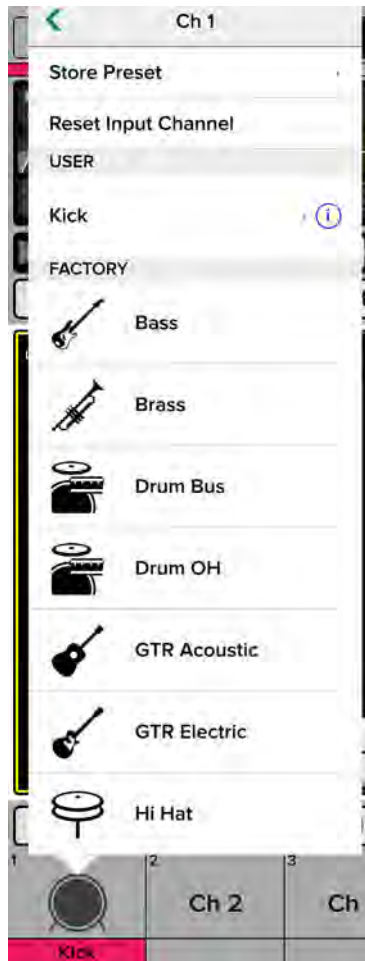 Ch 1
Store Preset
Reset Input Channel
USER
Kick
i
FACTORY
Bass
Brass
Drum Bus
Drum OH
GTR Acoustic
GTR Electric
Hi Hat
1 2 3
Ch 2 Ch
Kick